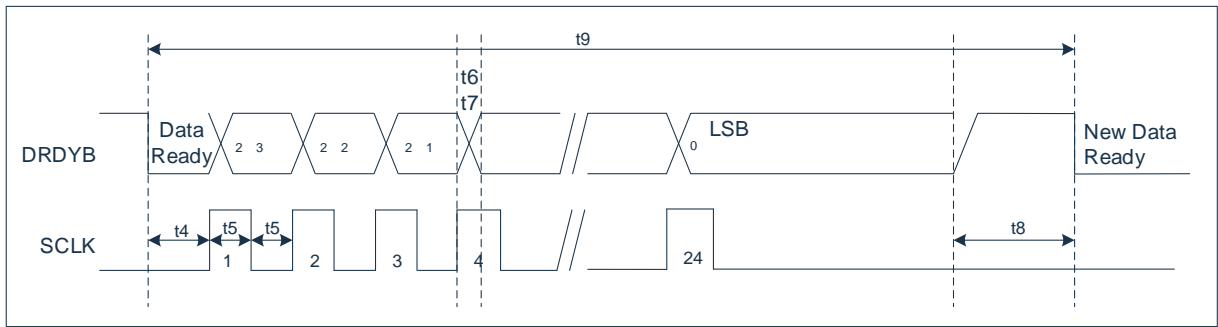 t9
t6
t7
DRDYB
Data
Ready
2 3
2 2
2 1
0
LSB
New Data
Ready
SCLK
t4
t5
t5
t8
1
2
3
4
24